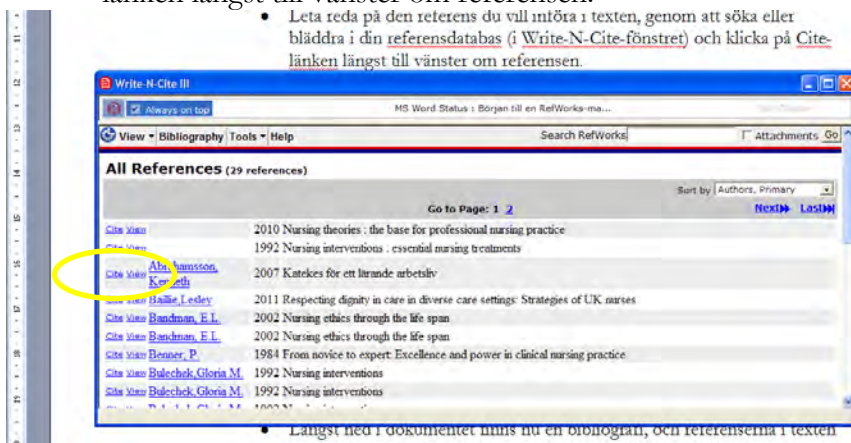 länken längst till vänster om referensen.
• Leta reda på den referens du vill införa i texten, genom att söka eller
bläddra i din referensdatabas (i Write-N-Cite-fönstret) och klicka på Cite-
länken längst till vänster om referensen.
Write-N-Cite III
Always on top MS Word Status : Början till en RefWorks-ma...
View Bibliography Tools Help Search RefWorks Attachments Go
All References (29 references)
Sort by Authors, Primary
Go to Page: 1 2 Next Last
Cite View 2010 Nursing theories : the base for professional nursing practice
Cite View 1992 Nursing interventions : essential nursing treatments
Cite View Abrahamsson, Kenneth 2007 Katekes för ett lärande arbetsliv
Cite View Baillie,Lesley 2011 Respecting dignity in care in diverse care settings: Strategies of UK nurses
Cite View Bandman, E.L. 2002 Nursing ethics through the life span
Cite View Bandman, E.L. 2002 Nursing ethics through the life span
Cite View Benner, P. 1984 From novice to expert: Excellence and power in clinical nursing practice
Cite View Bulechek,Gloria M. 1992 Nursing interventions
Cite View Bulechek,Gloria M. 1992 Nursing interventions
• Längst ned i dokumentet finns nu en bibliografi, och referenserna i texten